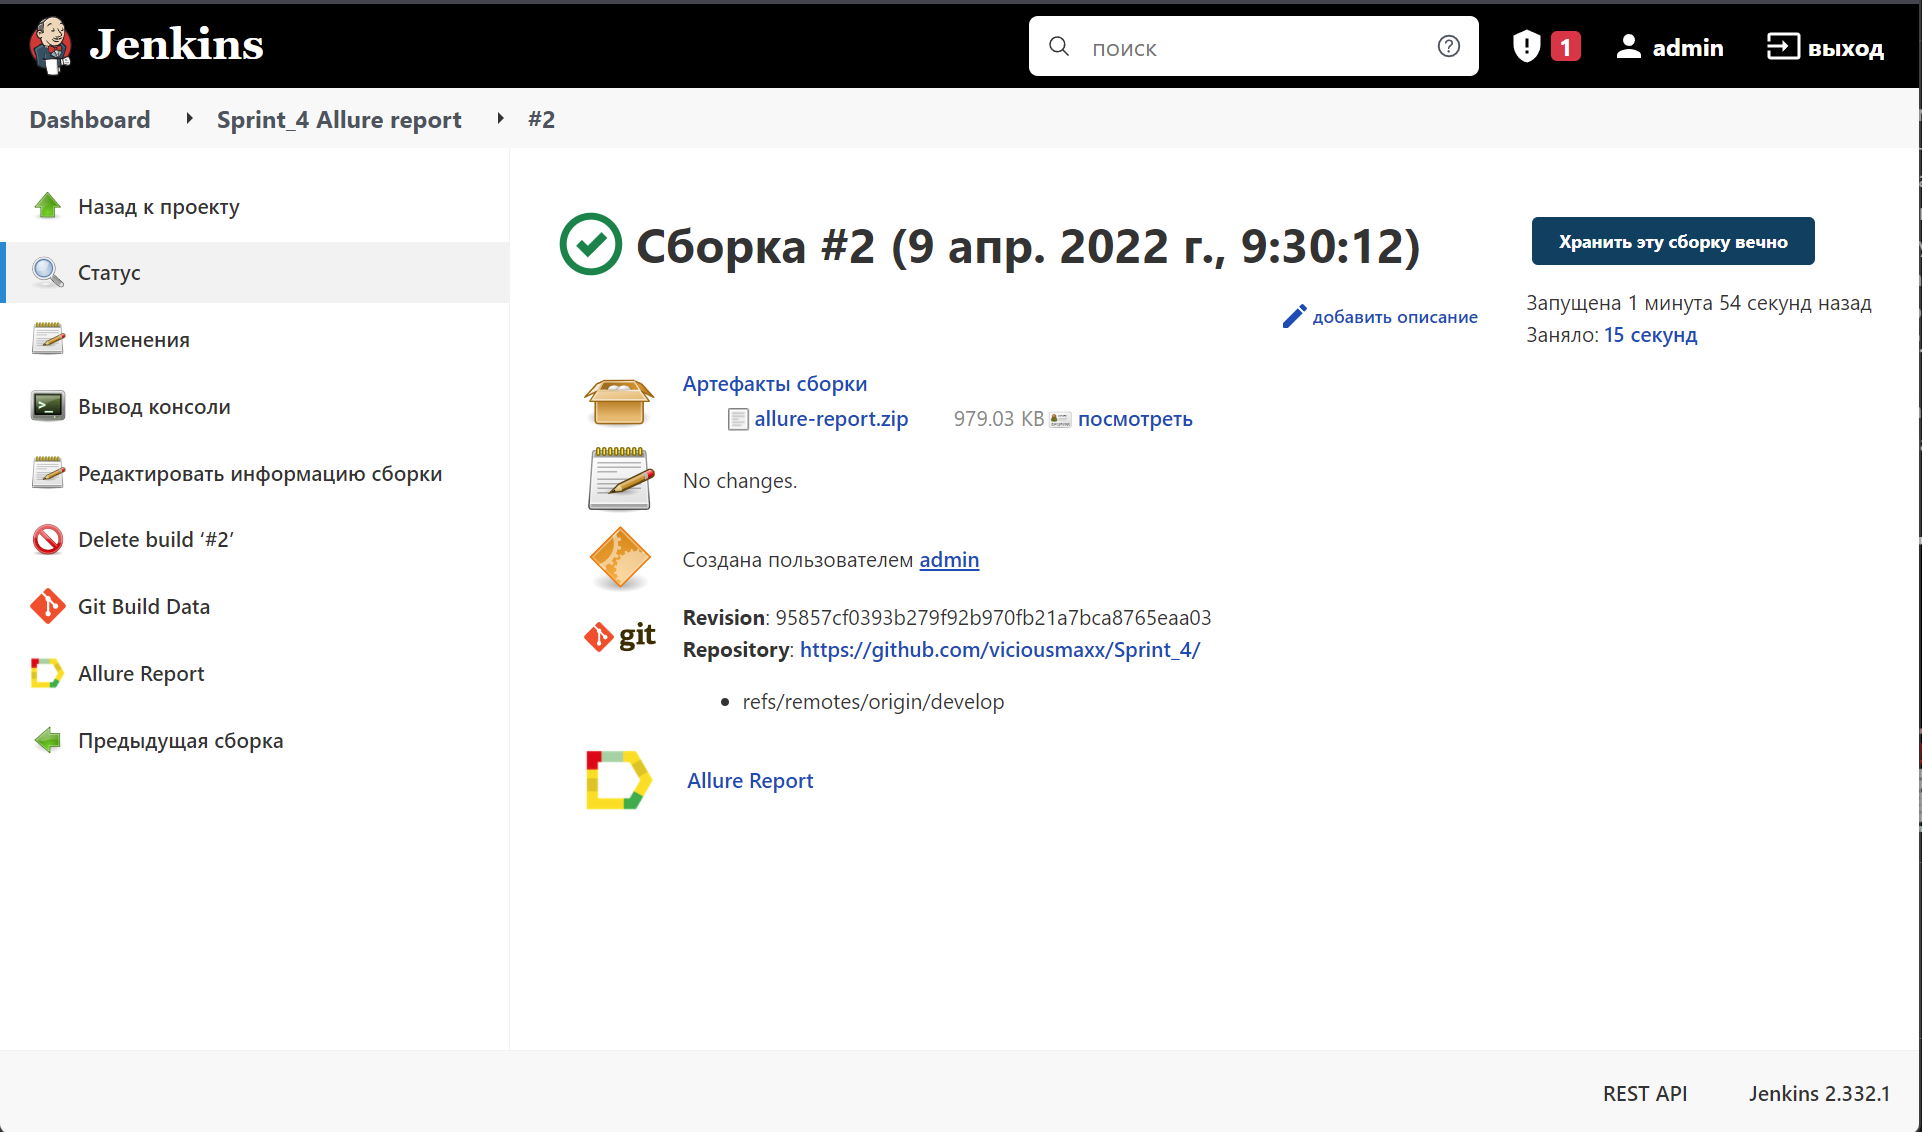 Jenkins
поиск
1
admin
выход
Dashboard
Sprint_4 Allure report
#2
Назад к проекту
Статус
Изменения
Вывод консоли
Редактировать информацию сборки
Delete build ‘#2’
Git Build Data
Allure Report
Предыдущая сборка
Сборка #2 (9 апр. 2022 г., 9:30:12)
Хранить эту сборку вечно
добавить описание
Запущена 1 минута 54 секунд назад
Заняло: 15 секунд
Артефакты сборки
allure-report.zip 979.03 KB посмотреть
No changes.
Создана пользователем admin
git
Revision: 95857cf0393b279f92b970fb21a7bca8765eaa03
Repository: https://github.com/viciousmaxx/Sprint_4/
refs/remotes/origin/develop
Allure Report
REST API
Jenkins 2.332.1